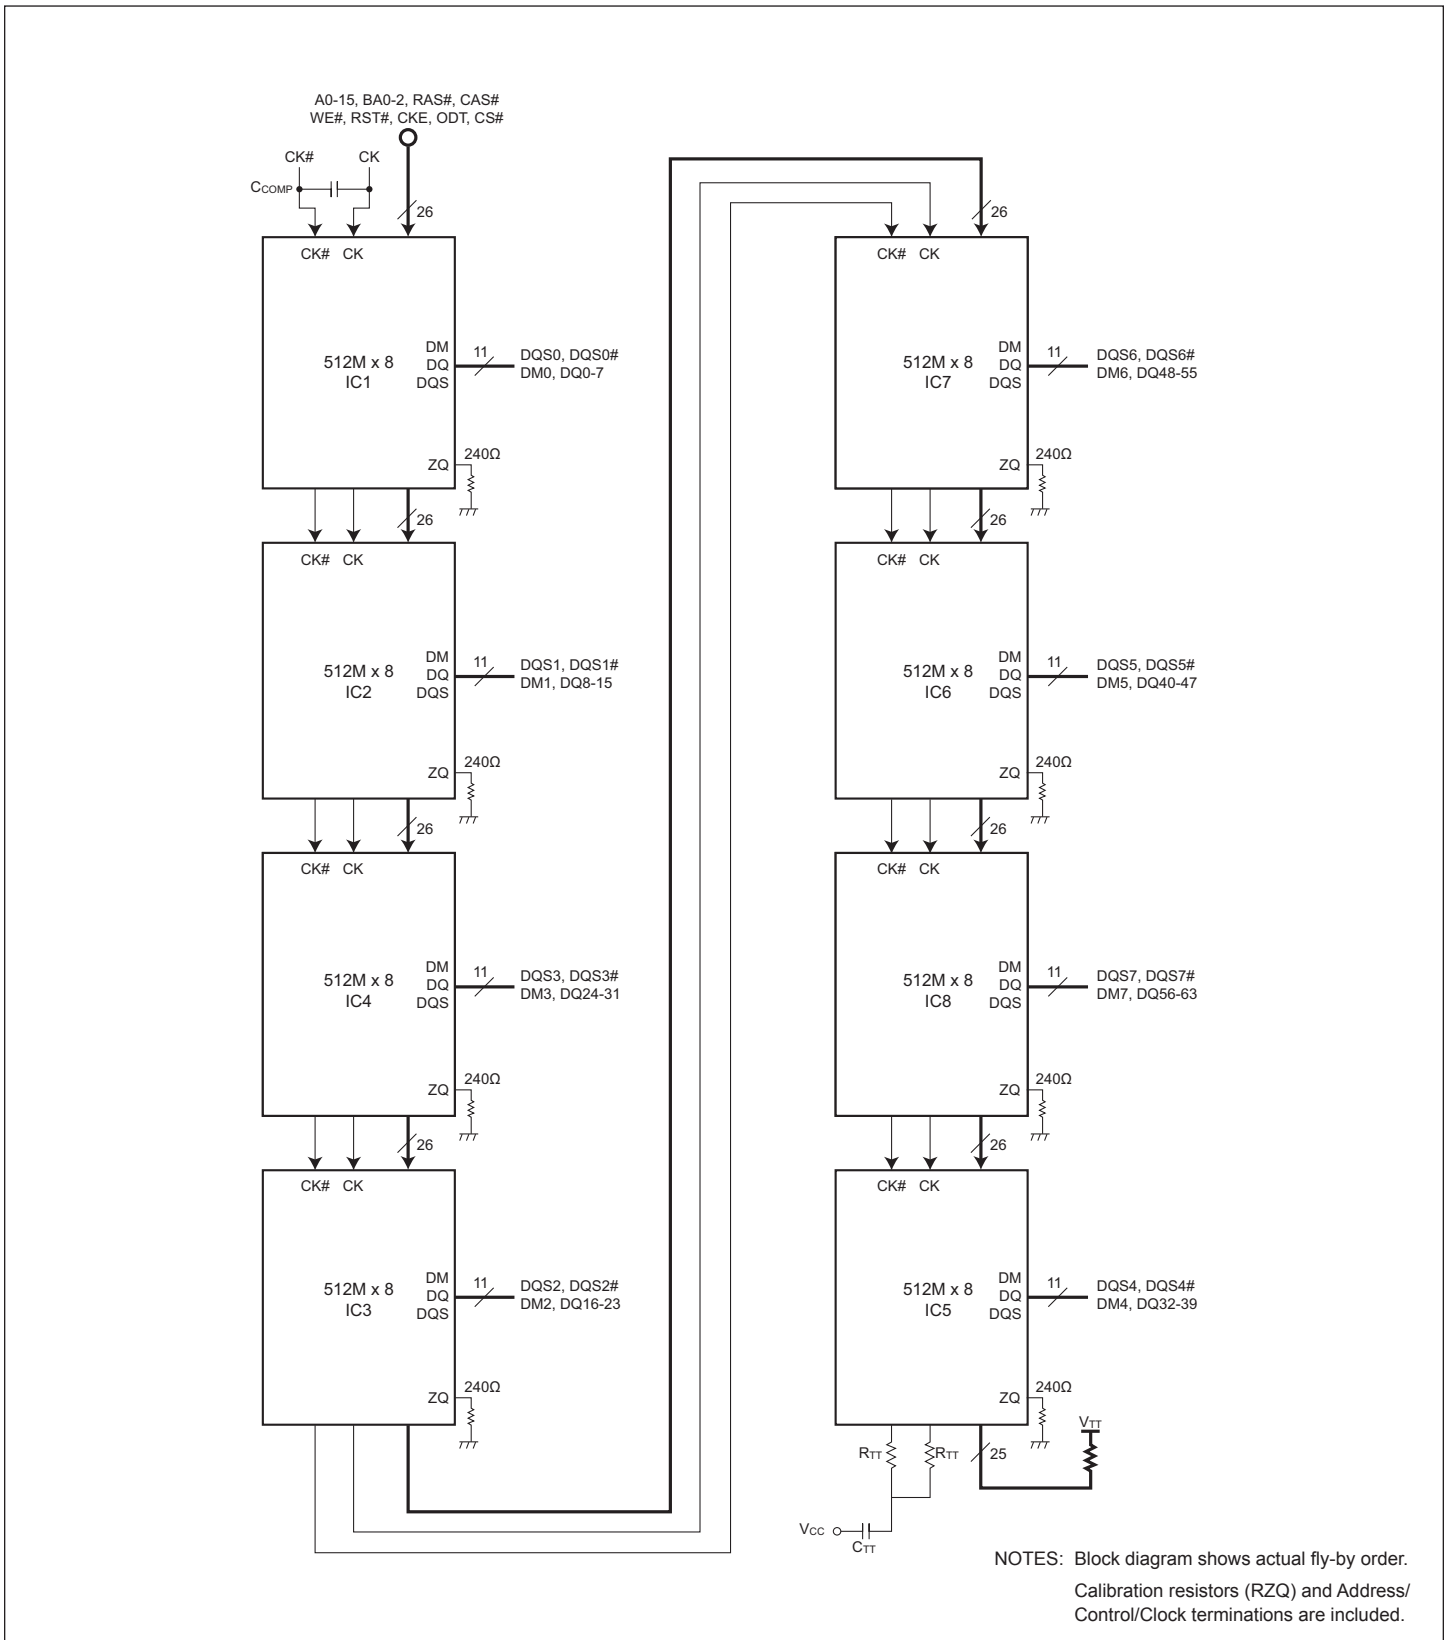 A0-15, BA0-2, RAS#, CAS#
WE#, RST#, CKE, ODT, CS#
CK# CK
CCOMP
26
CK# CK
512M x 8
IC1
DM
DQ
DQS
11
DQS0, DQS0#
DM0, DQ0-7
ZQ
240Ω
26
CK# CK
512M x 8
IC2
DM
DQ
DQS
11
DQS1, DQS1#
DM1, DQ8-15
ZQ
240Ω
26
CK# CK
512M x 8
IC4
DM
DQ
DQS
11
DQS3, DQS3#
DM3, DQ24-31
ZQ
240Ω
26
CK# CK
512M x 8
IC3
DM
DQ
DQS
11
DQS2, DQS2#
DM2, DQ16-23
ZQ
240Ω
26
CK# CK
512M x 8
IC7
DM
DQ
DQS
11
DQS6, DQS6#
DM6, DQ48-55
ZQ
240Ω
26
CK# CK
512M x 8
IC6
DM
DQ
DQS
11
DQS5, DQS5#
DM5, DQ40-47
ZQ
240Ω
26
CK# CK
512M x 8
IC8
DM
DQ
DQS
11
DQS7, DQS7#
DM7, DQ56-63
ZQ
240Ω
26
CK# CK
512M x 8
IC5
DM
DQ
DQS
11
DQS4, DQS4#
DM4, DQ32-39
ZQ
240Ω
RTT
RTT
25
VTT
VCC
CTT
NOTES: Block diagram shows actual fly-by order.
Calibration resistors (RZQ) and Address/
Control/Clock terminations are included.